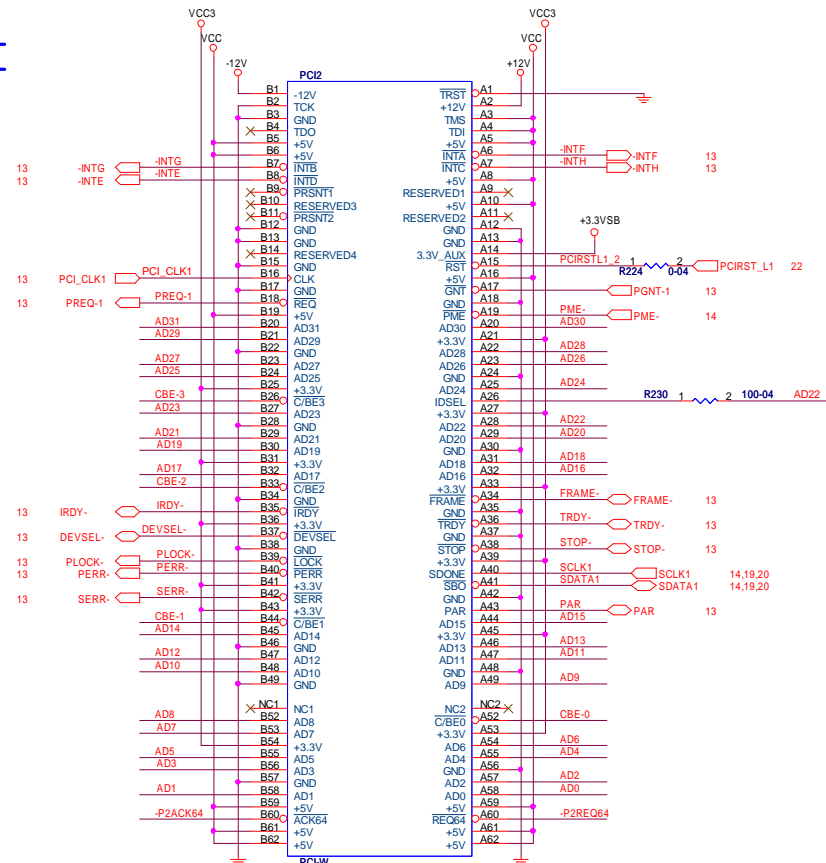 VCC3 VCC3
VCC VCC
-12V +12V
PCI2
B1 -12V TRST A1
B2 TCK +12V A2
B3 GND TMS A3
B4 TDO TDI A4
B5 +5V +5V A5
B6 +5V INTA A6 -INTF -INTF 13
13 -INTG -INTG B7 INTB INTC A7 -INTH -INTH 13
13 -INTE -INTE B8 INTD +5V A8
B9 PRSNT1 RESERVED1 A9
B10 RESERVED3 +5V A10
B11 PRSNT2 RESERVED2 A11
B12 GND GND A12 +3.3VSB
B13 GND GND A13
B14 RESERVED4 3.3V_AUX A14
B15 GND RST A15 PCIRSTL1_2 R224 1 2 0-04 PCIRST_L1 22
13 PCI_CLK1 PCI_CLK1 B16 CLK +5V A16
B17 GND GNT A17 PGNT-1 13
13 PREQ-1 PREQ-1 B18 REQ GND A18
B19 +5V PME A19 PME- PME- 14
AD31 B20 AD31 AD30 A20 AD30
AD29 B21 AD29 +3.3V A21
B22 GND AD28 A22 AD28
AD27 B23 AD27 AD26 A23 AD26
AD25 B24 AD25 GND A24
B25 +3.3V AD24 A25 AD24
CBE-3 B26 C/BE3 IDSEL A26 R230 1 2 100-04 AD22
AD23 B27 AD23 +3.3V A27
B28 GND AD22 A28 AD22
AD21 B29 AD21 AD20 A29 AD20
AD19 B30 AD19 GND A30
B31 +3.3V AD18 A31 AD18
AD17 B32 AD17 AD16 A32 AD16
CBE-2 B33 C/BE2 +3.3V A33
B34 GND FRAME A34 FRAME- FRAME- 13
13 IRDY- IRDY- B35 IRDY GND A35
B36 +3.3V TRDY A36 TRDY- TRDY- 13
13 DEVSEL- DEVSEL- B37 DEVSEL GND A37
B38 GND STOP A38 STOP- STOP- 13
13 PLOCK- PLOCK- B39 LOCK +3.3V A39
13 PERR- PERR- B40 PERR SDONE A40 SCLK1 SCLK1 14,19,20
B41 +3.3V SBO A41 SDATA1 SDATA1 14,19,20
13 SERR- SERR- B42 SERR GND A42
B43 +3.3V PAR A43 PAR PAR 13
CBE-1 B44 C/BE1 AD15 A44 AD15
AD14 B45 AD14 +3.3V A45
B46 GND AD13 A46 AD13
AD12 B47 AD12 AD11 A47 AD11
AD10 B48 AD10 GND A48
B49 GND AD9 A49 AD9
NC1 NC1 NC2 NC2
AD8 B52 AD8 C/BE0 A52 CBE-0
AD7 B53 AD7 +3.3V A53
B54 +3.3V AD6 A54 AD6
AD5 B55 AD5 AD4 A55 AD4
AD3 B56 AD3 GND A56
B57 GND AD2 A57 AD2
AD1 B58 AD1 AD0 A58 AD0
B59 +5V +5V A59
-P2ACK64 B60 ACK64 REQ64 A60 -P2REQ64
B61 +5V +5V A61
B62 +5V +5V A62
PCI-W